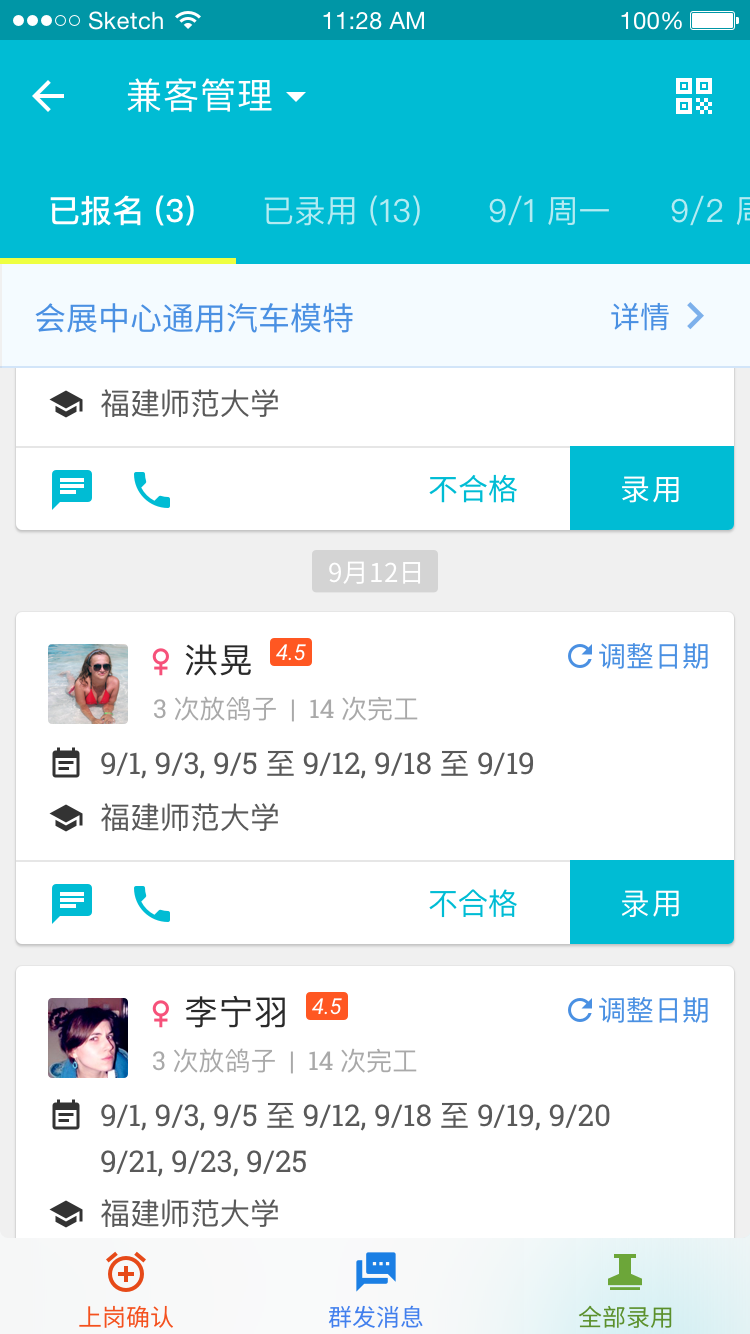 Sketch 11:28 AM 100%
兼客管理
已报名 (3) 已录用 (13) 9/1 周一 9/2
会展中心通用汽车模特 详情
福建师范大学
不合格 录用
9月12日
洪晃 4.5 调整日期
3 次放鸽子 | 14 次完工
9/1, 9/3, 9/5 至 9/12, 9/18 至 9/19
福建师范大学
不合格 录用
李宁羽 4.5 调整日期
3 次放鸽子 | 14 次完工
9/1, 9/3, 9/5 至 9/12, 9/18 至 9/19, 9/20
9/21, 9/23, 9/25
福建师范大学
上岗确认 群发消息 全部录用